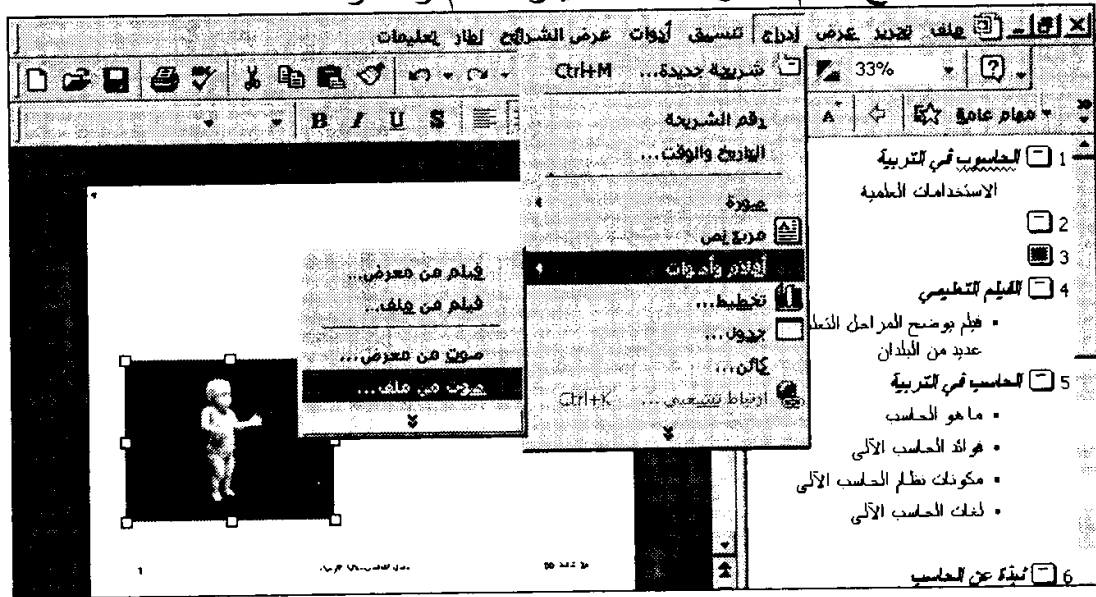 ملف تحرير عرض إدراج تنسيق أدوات عرض الشرائح إطار تعليمات
33%
B I U S
مهام عامة
شريحة جديدة... Ctrl+M
رقم الشريحة
التاريخ والوقت...
صورة
مربع نص
أفلام وأصوات
تخطيط...
جدول...
كائن...
ارتباط تشعبي... Ctrl+K
فيلم من معرض...
فيلم من ملف...
صوت من معرض...
صوت من ملف...
1 الحاسوب في التربية
الاستخدامات العلمية
2
3
4 الفيلم التعليمي
• فيلم يوضح المراحل
عديد من البلدان
5 الحاسب في التربية
• ما هو الحاسب
• فوائد الحاسب الآلى
• مكونات نظام الحاسب الآلى
• لغات الحاسب الآلى
6 نبذة عن الحاسب
1